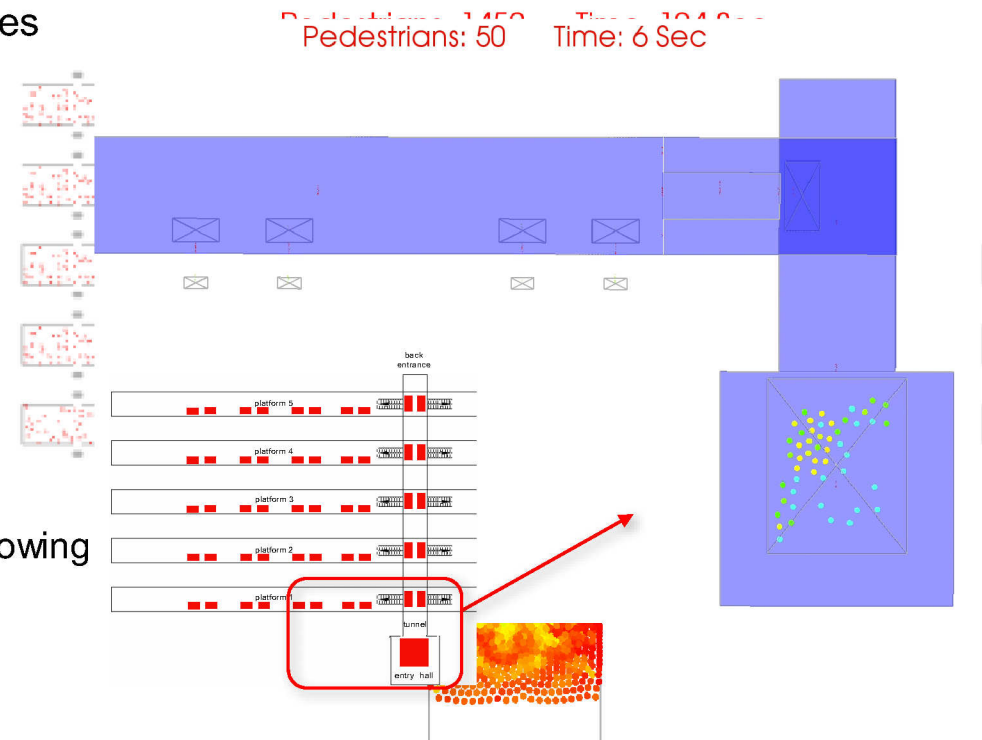 es
Pedestrians: 50 Time: 6 Sec
back
entrance
platform 5
platform 4
platform 3
platform 2
platform 1
tunnel
entry hall
owing